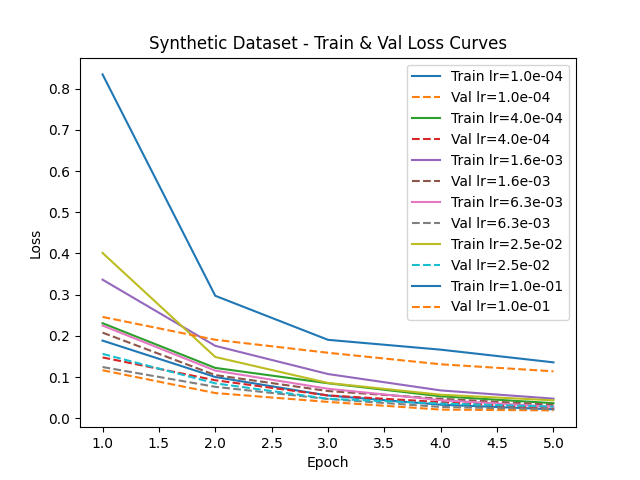 Synthetic Dataset - Train & Val Loss Curves
Loss
0.8
0.7
0.6
0.5
0.4
0.3
0.2
0.1
0.0
Train lr=1.0e-04
Val lr=1.0e-04
Train lr=4.0e-04
Val lr=4.0e-04
Train lr=1.6e-03
Val lr=1.6e-03
Train lr=6.3e-03
Val lr=6.3e-03
Train lr=2.5e-02
Val lr=2.5e-02
Train lr=1.0e-01
Val lr=1.0e-01
1.0 1.5 2.0 2.5 3.0 3.5 4.0 4.5 5.0
Epoch